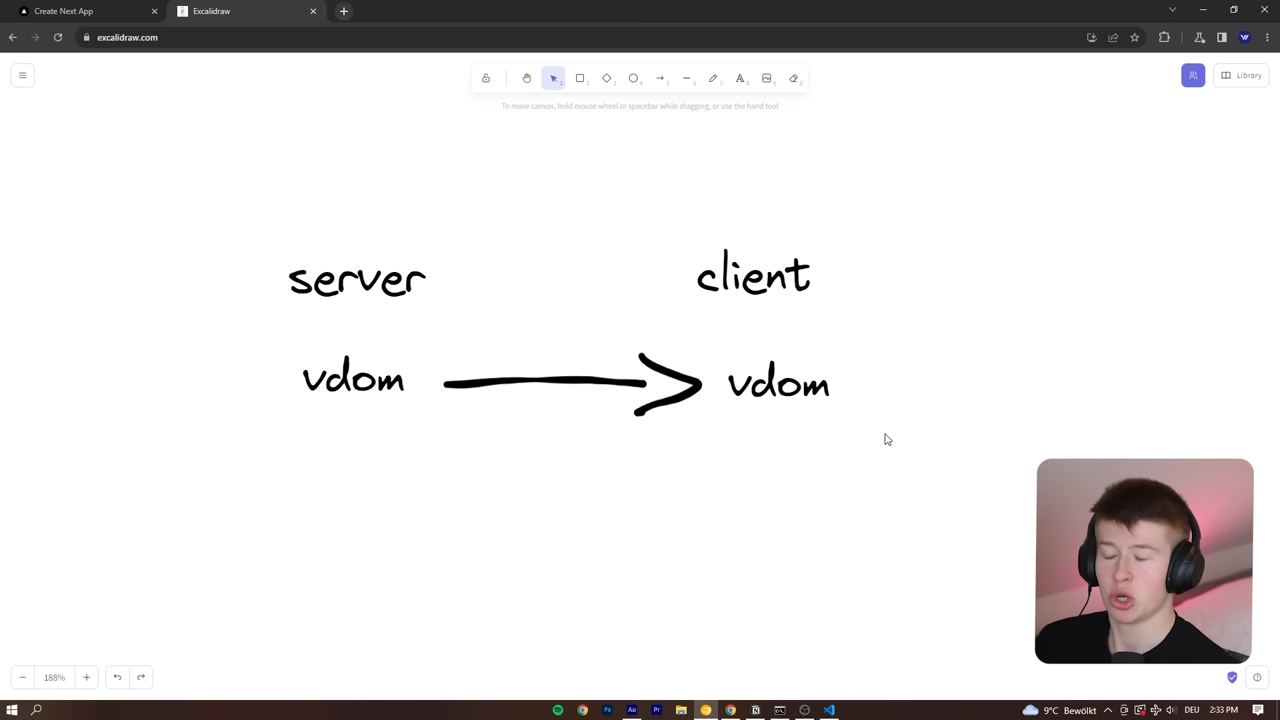 Create Next App
Excalidraw
excalidraw.com
Library
To move canvas, hold mouse wheel or spacebar while dragging, or use the hand tool
server
client
vdom
vdom
188%
9°C Bewölkt
DEU
2:33 PM